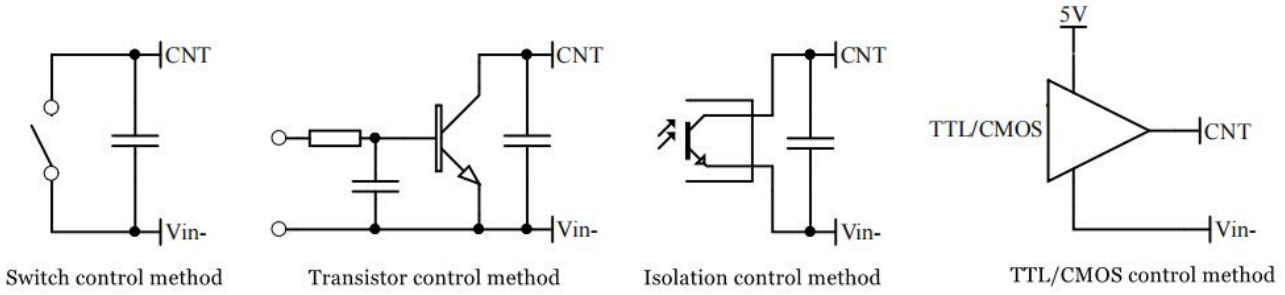 CNT
Vin-
Switch control method
CNT
Vin-
Transistor control method
CNT
Vin-
Isolation control method
5V
TTL/CMOS
CNT
Vin-
TTL/CMOS control method